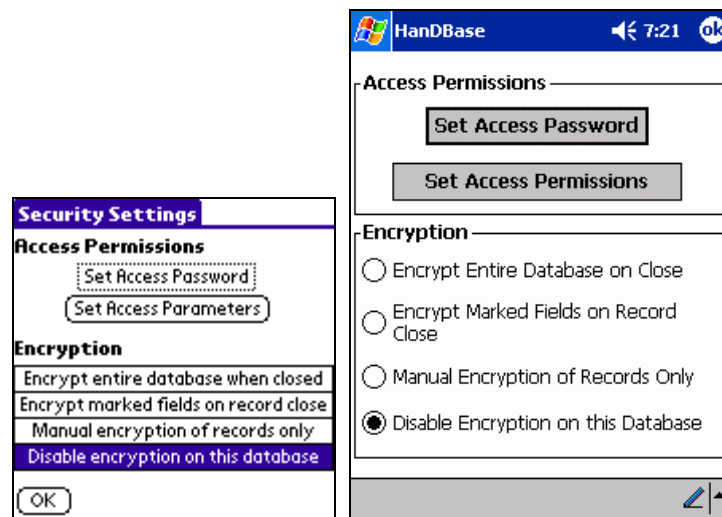 Security Settings
Access Permissions
Set Access Password
Set Access Parameters
Encryption
Encrypt entire database when closed
Encrypt marked fields on record close
Manual encryption of records only
Disable encryption on this database
OK
HanDBase 7:21 ok
Access Permissions
Set Access Password
Set Access Permissions
Encryption
Encrypt Entire Database on Close
Encrypt Marked Fields on Record
Close
Manual Encryption of Records Only
Disable Encryption on this Database